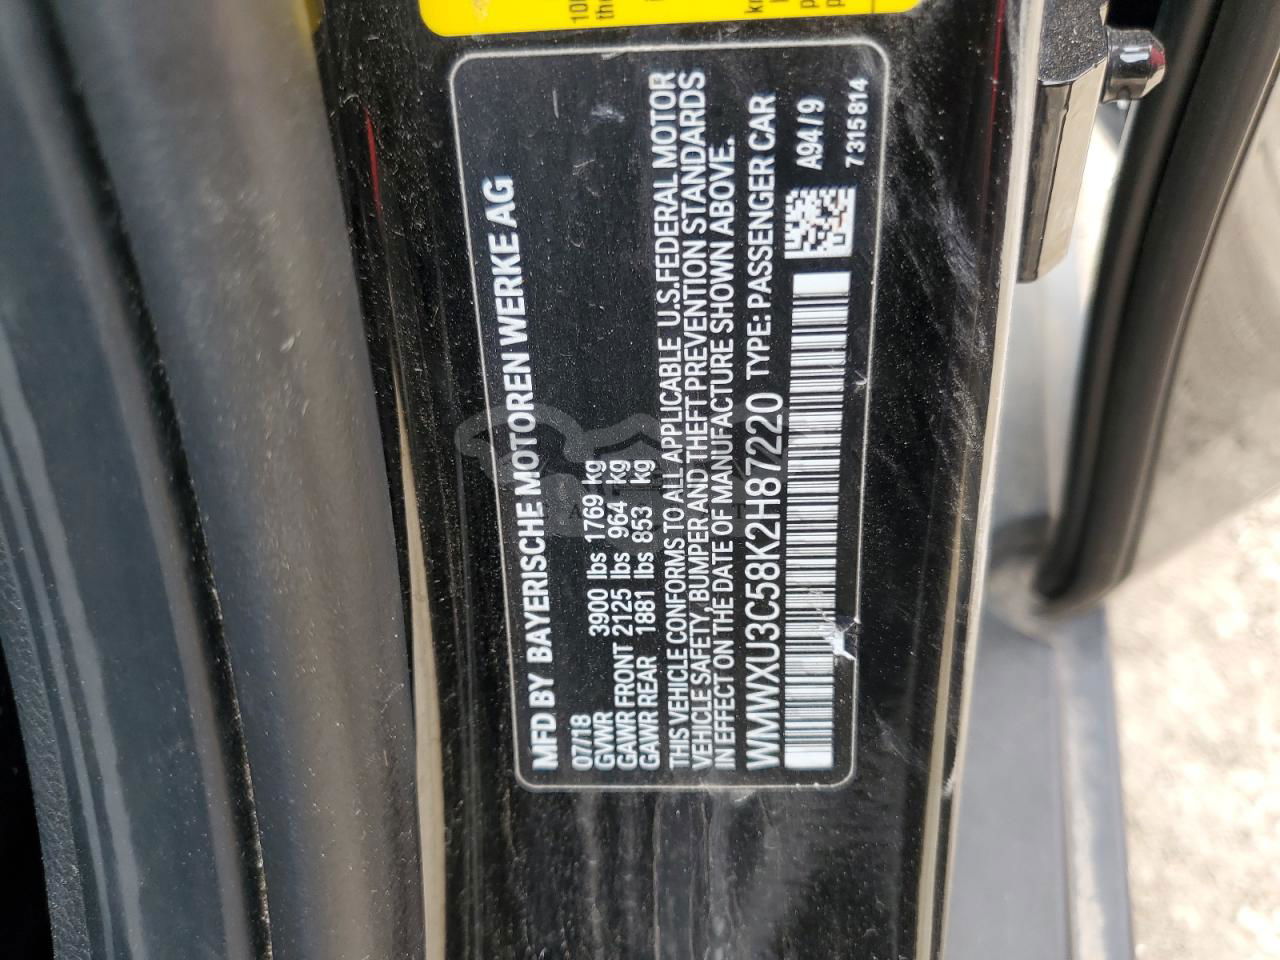 MFD BY BAYERISCHE MOTOREN WERKE AG
07/18
GVWR 3900 lbs 1769 kg
GAWR FRONT 2125 lbs 964 kg
GAWR REAR 1881 lbs 853 kg
THIS VEHICLE CONFORMS TO ALL APPLICABLE U.S.FEDERAL MOTOR
VEHICLE SAFETY, BUMPER AND THEFT PREVENTION STANDARDS
IN EFFECT ON THE DATE OF MANUFACTURE SHOWN ABOVE.
WMWXU3C58K2H87220 TYPE: PASSENGER CAR
A94/9
7315814